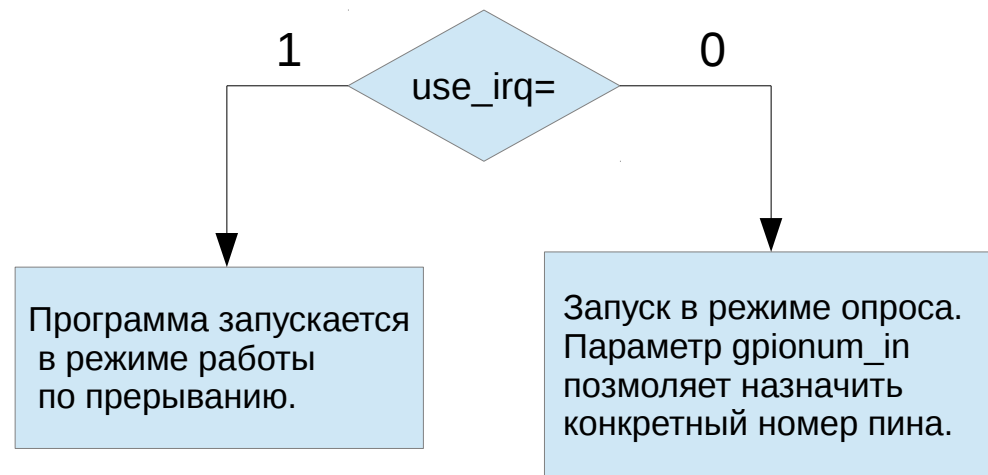 1
use_irq=
0
Программа запускается
в режиме работы
по прерыванию.
Запуск в режиме опроса.
Параметр gpionum_in
позмоляет назначить
конкретный номер пина.